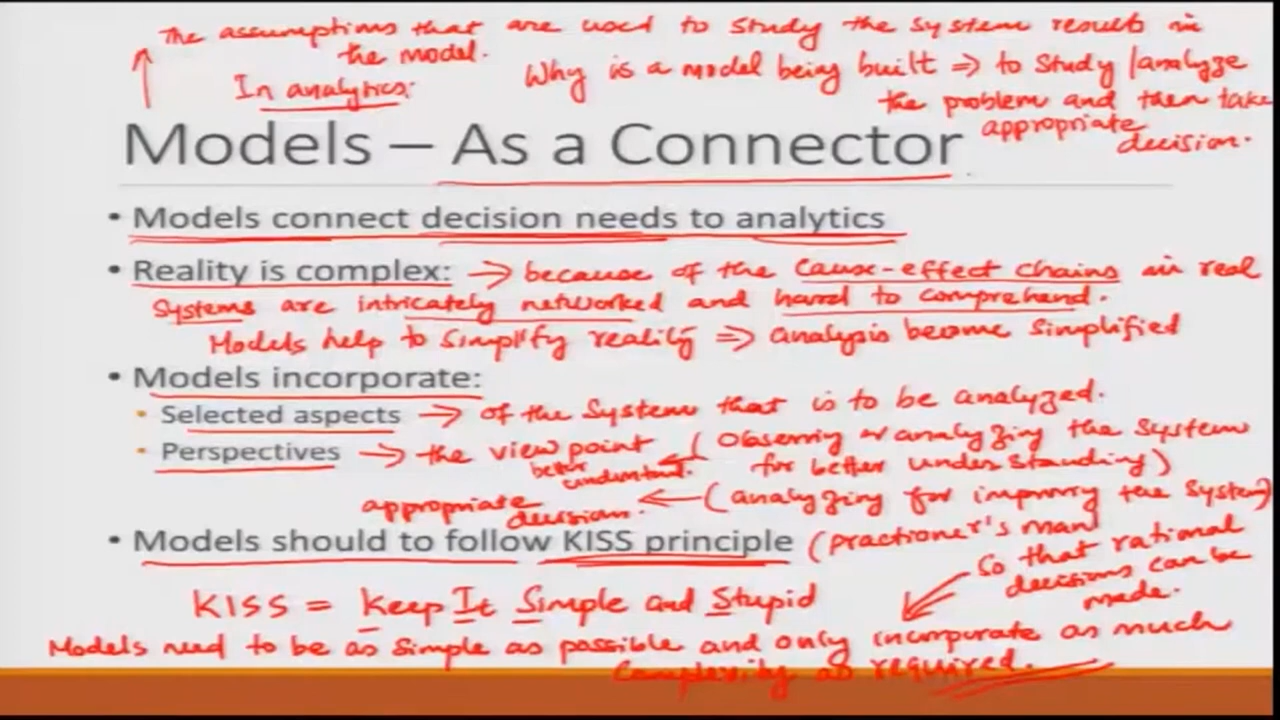 The assumptions that are used to study the system results in
the model.
In analytics:
Why is a model being built => to study / analyze
the problem and then take
appropriate
decision.
Models – As a Connector
• Models connect decision needs to analytics
• Reality is complex: → because of the cause-effect chains in real
systems are intricately networked and hard to comprehend.
Models help to simplify reality => analysis become simplified
• Models incorporate:
• Selected aspects → of the system that is to be analyzed.
• Perspectives → the view point ← (observing or analyzing the system
better understand.
for better understanding)
appropriate decision. ← (analyzing for improving the system)
• Models should to follow KISS principle (practioner's man
so that rational
decisions can be
made.
KISS = Keep It Simple and Stupid
Models need to be as simple as possible and only incorporate as much
complexity as required.